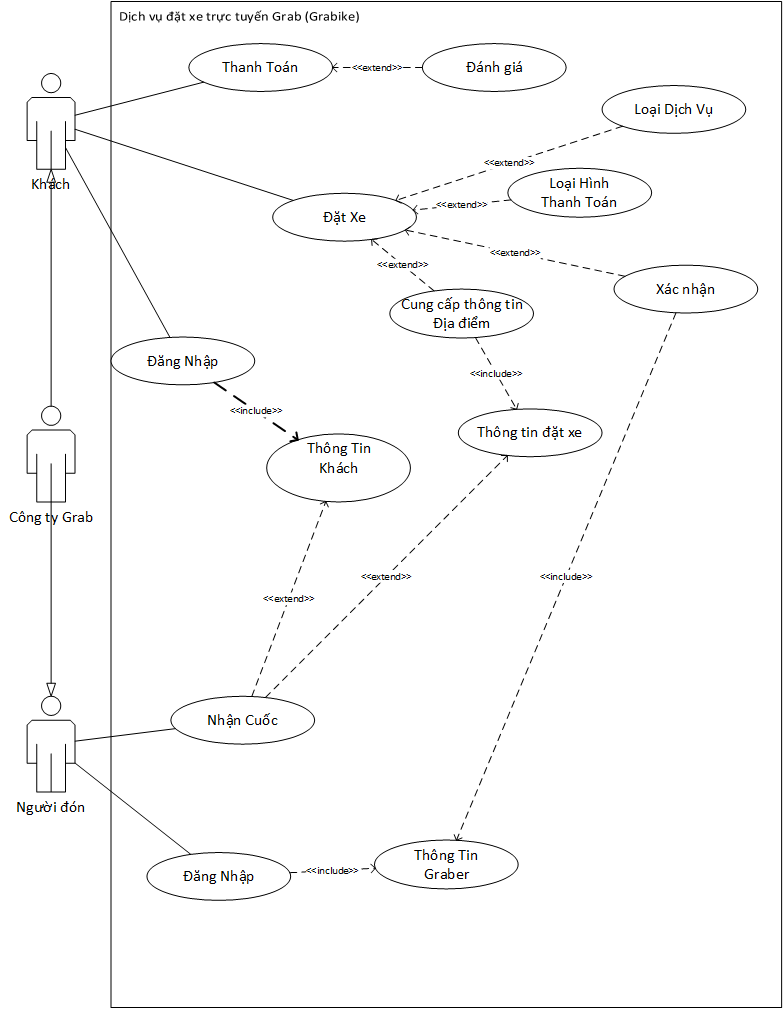 Dịch vụ đặt xe trực tuyến Grab (Grabike)
Thanh Toán
<<extend>>
Đánh giá
Loại Dịch Vụ
<<extend>>
Khách
Loại Hình
Thanh Toán
<<extend>>
Đặt Xe
<<extend>>
<<extend>>
Xác nhận
Cung cấp thông tin
Địa điểm
Đăng Nhập
<<include>>
<<include>>
Thông tin đặt xe
Thông Tin
Khách
Công ty Grab
<<extend>>
<<include>>
<<extend>>
Nhận Cuốc
Người đón
Đăng Nhập
<<include>>
Thông Tin
Graber